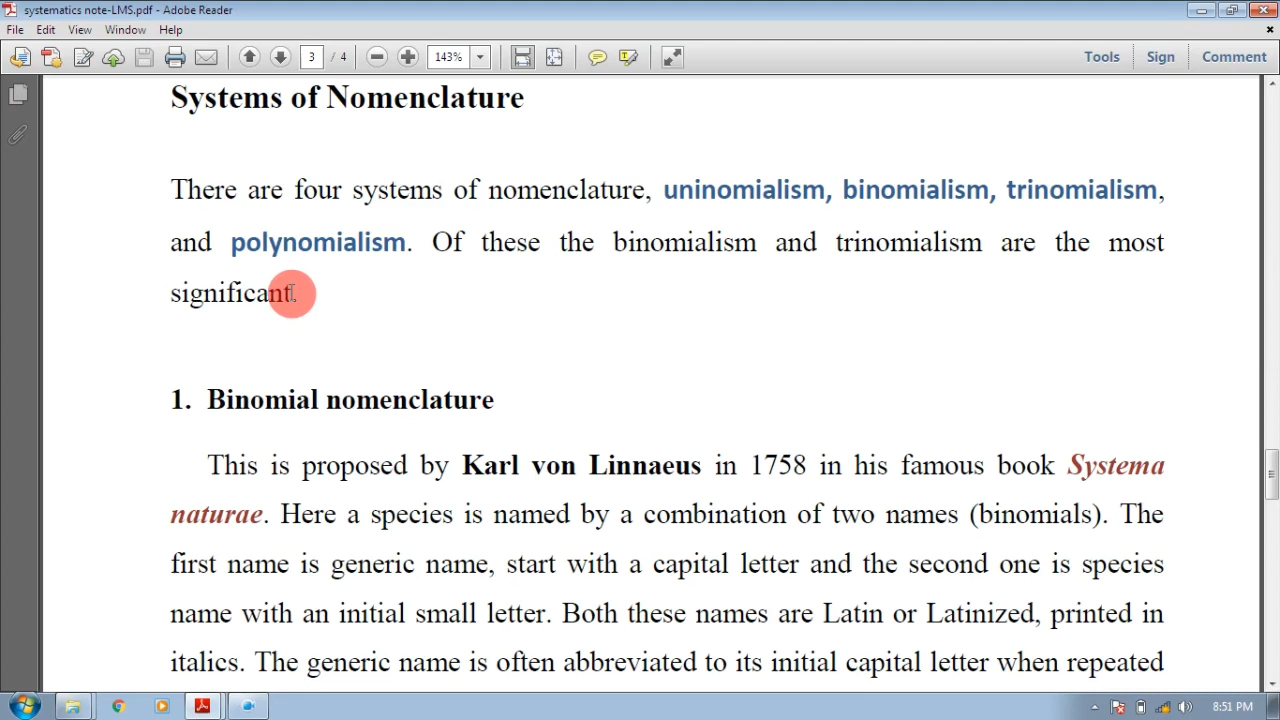 systematics note-LMS.pdf - Adobe Reader
File Edit View Window Help
3 / 4 143% Tools Sign Comment
Systems of Nomenclature
There are four systems of nomenclature, uninomialism, binomialism, trinomialism,
and polynomialism. Of these the binomialism and trinomialism are the most
significant.
1. Binomial nomenclature
This is proposed by Karl von Linnaeus in 1758 in his famous book Systema
naturae. Here a species is named by a combination of two names (binomials). The
first name is generic name, start with a capital letter and the second one is species
name with an initial small letter. Both these names are Latin or Latinized, printed in
italics. The generic name is often abbreviated to its initial capital letter when repeated
8:51 PM